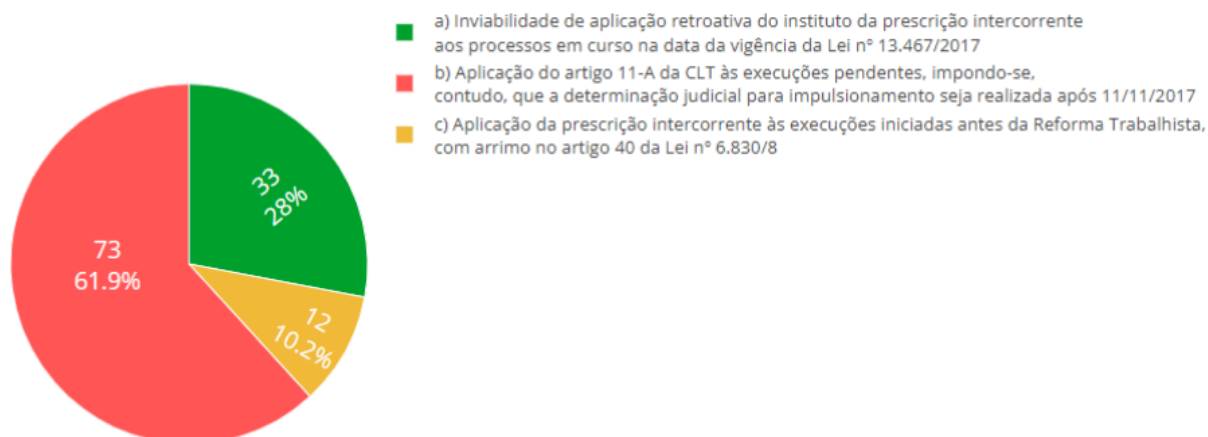 a) Inviabilidade de aplicação retroativa do instituto da prescrição intercorrente
aos processos em curso na data da vigência da Lei nº 13.467/2017
b) Aplicação do artigo 11-A da CLT às execuções pendentes, impondo-se,
contudo, que a determinação judicial para impulsionamento seja realizada após 11/11/2017
c) Aplicação da prescrição intercorrente às execuções iniciadas antes da Reforma Trabalhista,
com arrimo no artigo 40 da Lei nº 6.830/8
33
28%
73
61.9%
12
10.2%